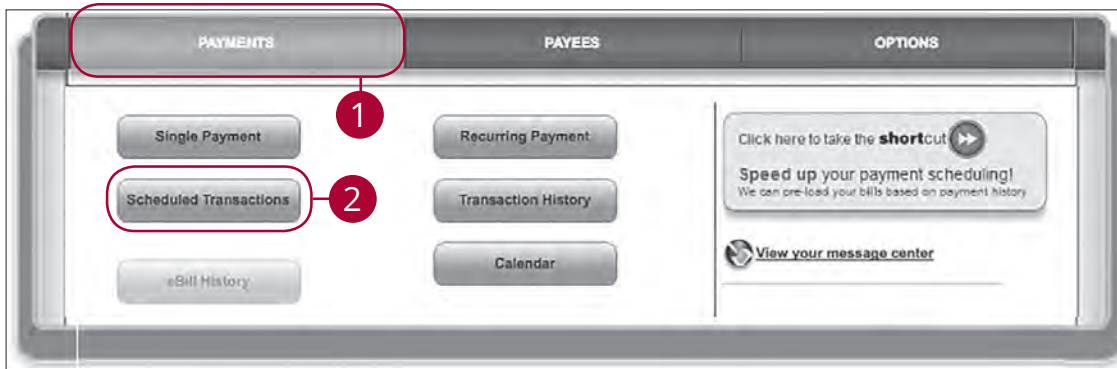 PAYMENTS
PAYEES
OPTIONS
1
Single Payment
Recurring Payment
Click here to take the shortcut
Speed up your payment scheduling!
We can pre-load your bills based on payment history
Scheduled Transactions
2
Transaction History
View your message center
Calendar
eBill History